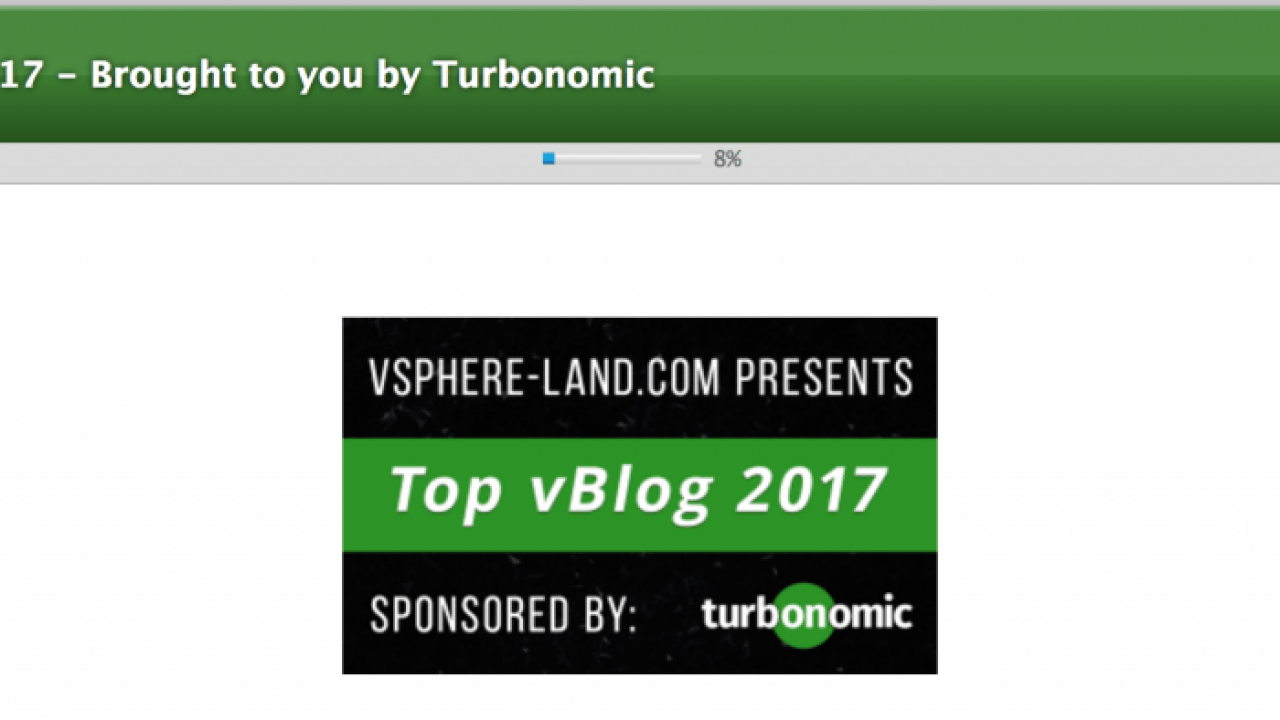 17 – Brought to you by Turbonomic
8%
VSPHERE-LAND.COM PRESENTS
Top vBlog 2017
SPONSORED BY: turbonomic